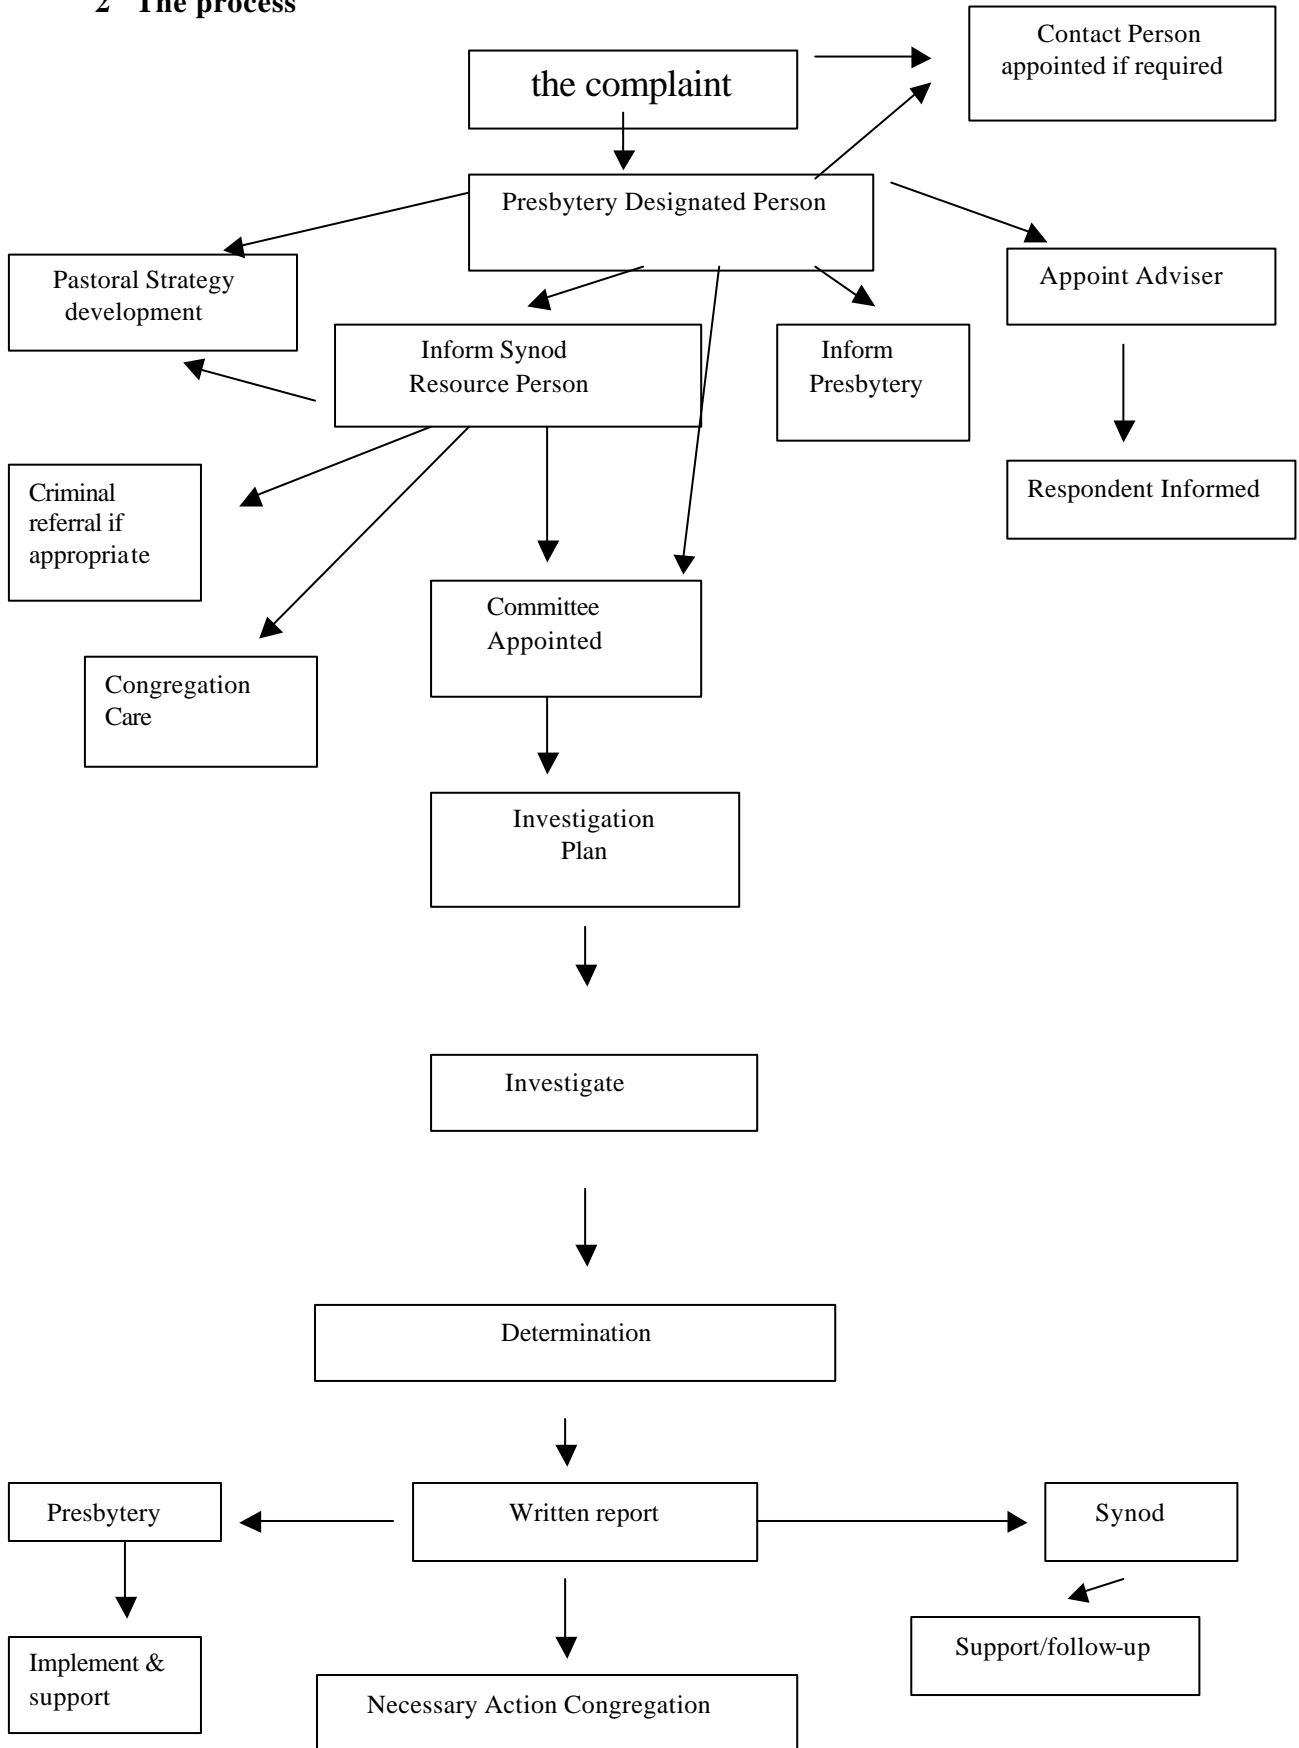 2 The process
Contact Person
appointed if required
the complaint
Presbytery Designated Person
Pastoral Strategy
development
Appoint Adviser
Inform Synod
Resource Person
Inform
Presbytery
Criminal
referral if
appropriate
Respondent Informed
Committee
Appointed
Congregation
Care
Investigation
Plan
Investigate
Determination
Presbytery
Written report
Synod
Implement &
support
Support/follow-up
Necessary Action Congregation